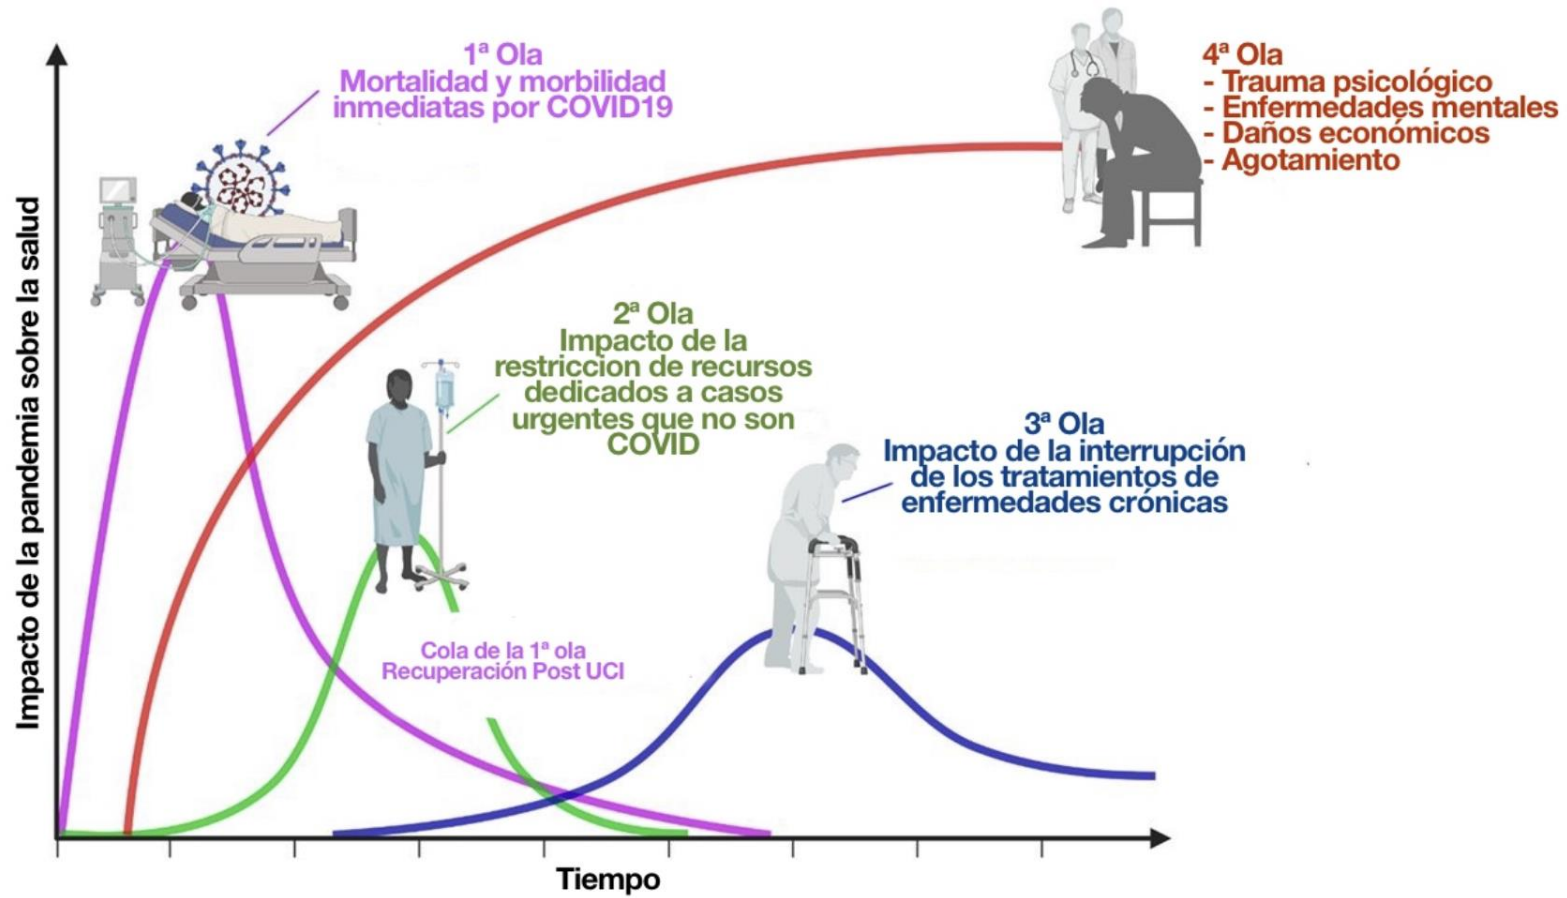 1ª Ola
Mortalidad y morbilidad
inmediatas por COVID19
4ª Ola
- Trauma psicológico
- Enfermedades mentales
- Daños económicos
- Agotamiento
Impacto de la pandemia sobre la salud
2ª Ola
Impacto de la
restriccion de recursos
dedicados a casos
urgentes que no son
COVID
3ª Ola
Impacto de la interrupción
de los tratamientos de
enfermedades crónicas
Cola de la 1ª ola
Recuperación Post UCI
Tiempo